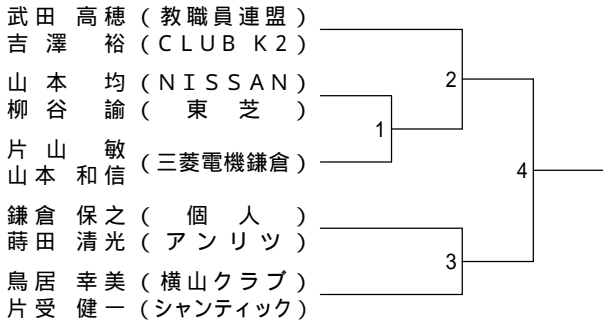 武田 高穂 ( 教職員連盟 )
吉澤 裕 ( CLUB K2 )
山本 均 ( NISSAN )
柳谷 諭 ( 東芝 )
片山 敏
山本 和信 ( 三菱電機鎌倉 )
鎌倉 保之 ( 個人 )
蒔田 清光 ( アンリツ )
鳥居 幸美 ( 横山クラブ )
片受 健一 ( シャンティック )
2
1
4
3